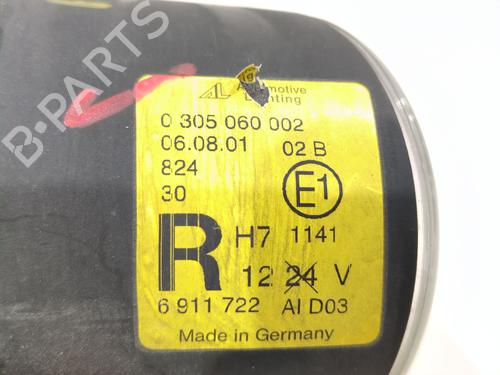 B-PARTS
AL Automotive
Lighting
0 305 060 002
06.08.01 02 B
824
30 E1
R H7 1141
12 24 V
6 911 722 AI D03
Made in Germany